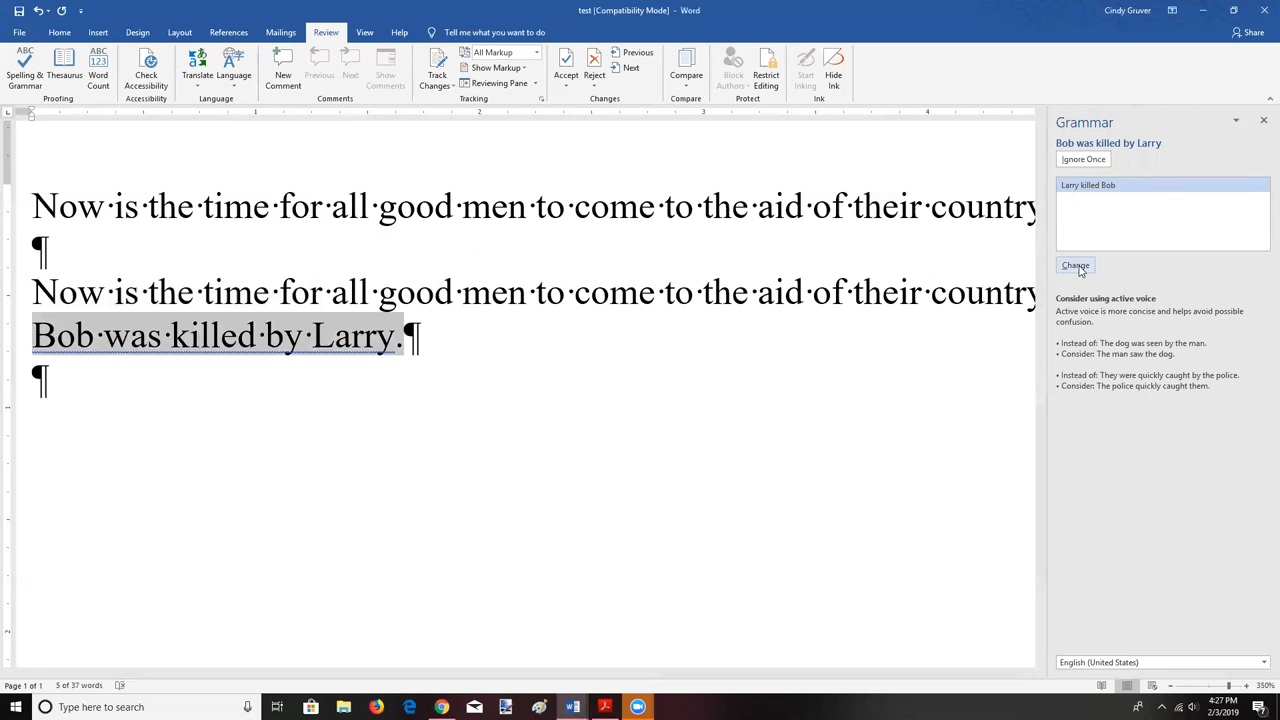 test [Compatibility Mode] - Word
Cindy Gruver
File Home Insert Design Layout References Mailings Review View Help Tell me what you want to do
Share
Spelling & Grammar
Thesaurus
Word Count
Check Accessibility
Translate
Language
New Comment
Previous
Next
Show Comments
Track Changes
All Markup
Show Markup
Reviewing Pane
Accept
Reject
Previous
Next
Compare
Block Authors
Restrict Editing
Start Inking
Hide Ink
Proofing Accessibility Language Comments Tracking Changes Compare Protect Ink
1 2 3 4
Now·is·the·time·for·all·good·men·to·come·to·the·aid·of·their·country
¶
Now·is·the·time·for·all·good·men·to·come·to·the·aid·of·their·country
Bob·was·killed·by·Larry.¶
¶
1
2
Grammar
Bob was killed by Larry
Ignore Once
Larry killed Bob
Change
Consider using active voice
Active voice is more concise and helps avoid possible
confusion.
• Instead of: The dog was seen by the man.
• Consider: The man saw the dog.
• Instead of: They were quickly caught by the police.
• Consider: The police quickly caught them.
English (United States)
Page 1 of 1 5 of 37 words
350%
Type here to search
4:27 PM
2/3/2019